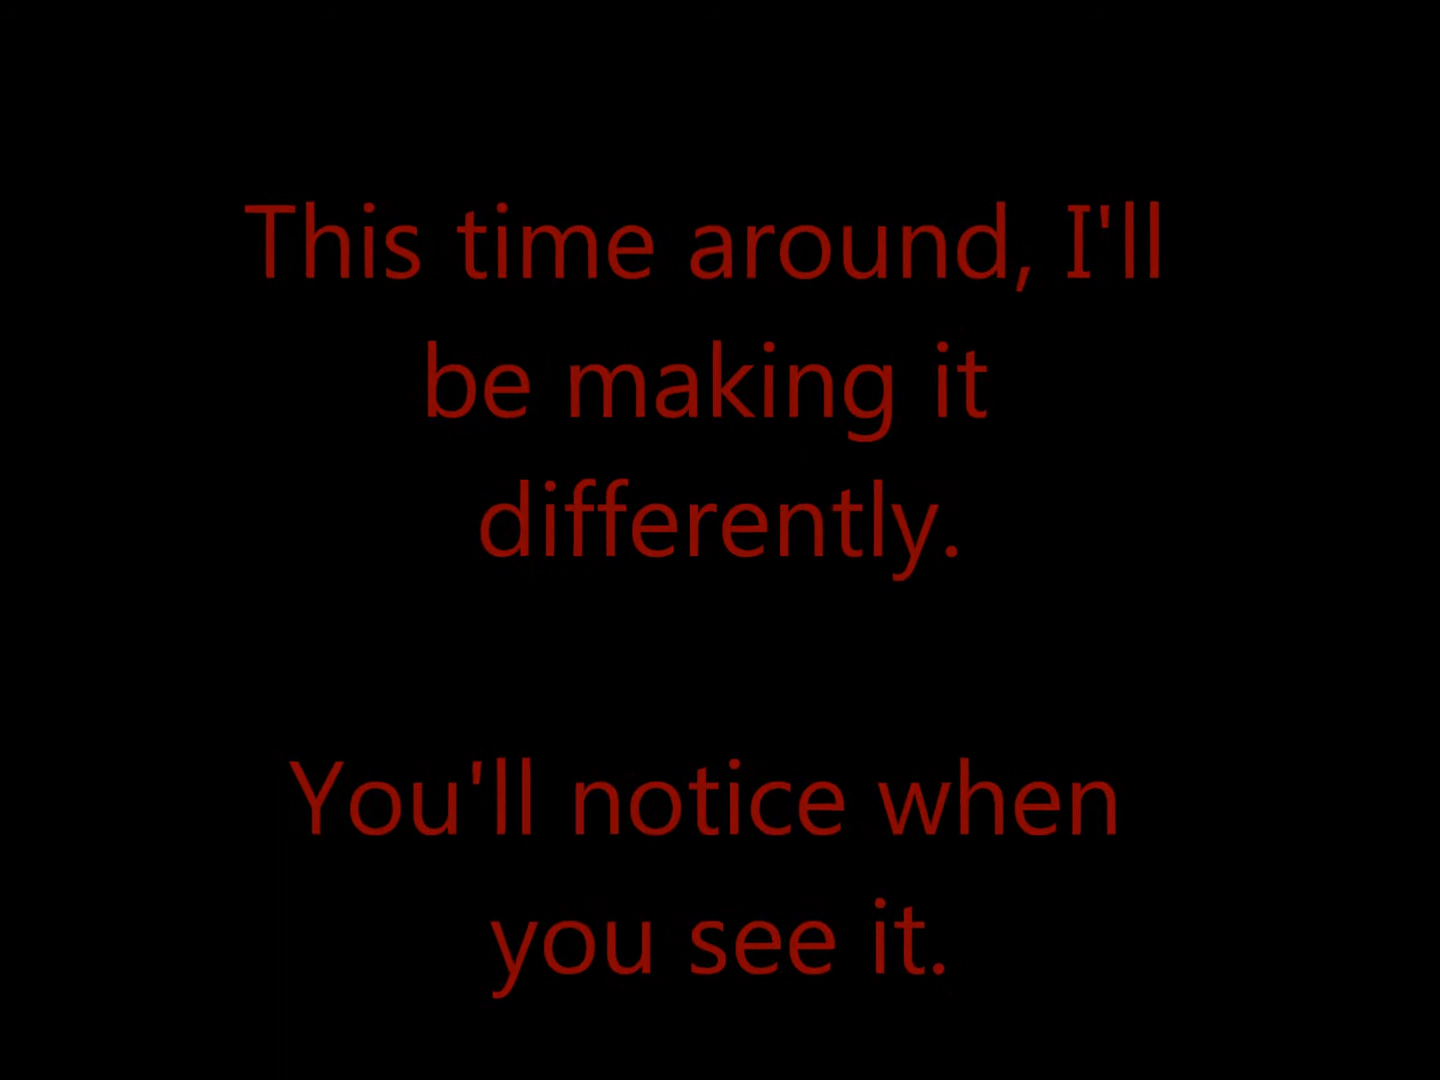 This time around, I'll
be making it
differently.
You'll notice when
you see it.